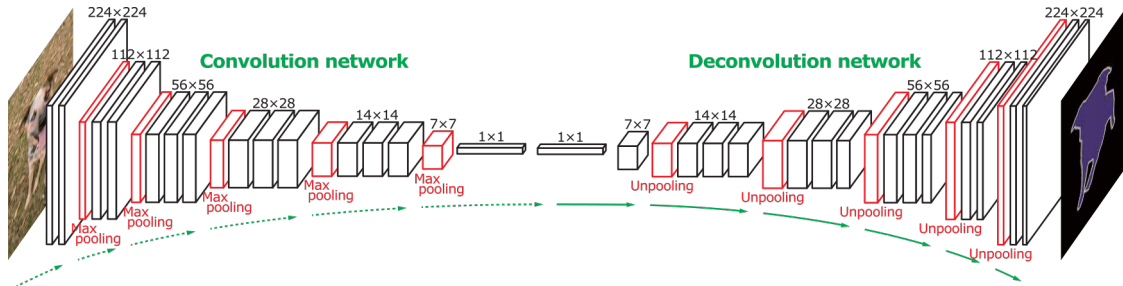 224×224
112×112
56×56
28×28
14×14
7×7
1×1
1×1
7×7
14×14
28×28
56×56
112×112
224×224
Convolution network
Deconvolution network
Max
pooling
Max
pooling
Max
pooling
Max
pooling
Max
pooling
Unpooling
Unpooling
Unpooling
Unpooling
Unpooling